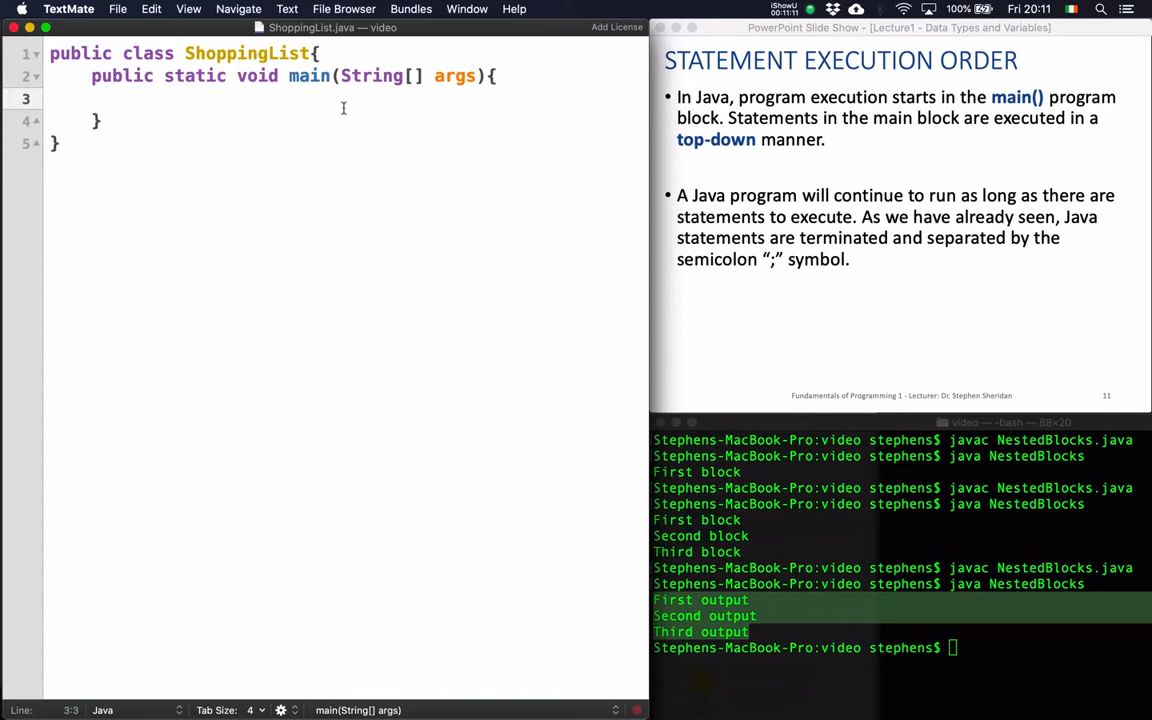 TextMate File Edit View Navigate Text File Browser Bundles Window Help iShowU 00:11:11 100% Fri 20:11
ShoppingList.java — video Add License
1 public class ShoppingList{
2 public static void main(String[] args){
3
4 }
5 }
Line: 3:3 Java Tab Size: 4 main(String[] args)
PowerPoint Slide Show - [Lecture1 - Data Types and Variables]
STATEMENT EXECUTION ORDER
• In Java, program execution starts in the main() program
block. Statements in the main block are executed in a
top-down manner.
• A Java program will continue to run as long as there are
statements to execute. As we have already seen, Java
statements are terminated and separated by the
semicolon “;” symbol.
Fundamentals of Programming 1 - Lecturer: Dr. Stephen Sheridan 11
video — -bash — 88×20
Stephens-MacBook-Pro:video stephens$ javac NestedBlocks.java
Stephens-MacBook-Pro:video stephens$ java NestedBlocks
First block
Stephens-MacBook-Pro:video stephens$ javac NestedBlocks.java
Stephens-MacBook-Pro:video stephens$ java NestedBlocks
First block
Second block
Third block
Stephens-MacBook-Pro:video stephens$ javac NestedBlocks.java
Stephens-MacBook-Pro:video stephens$ java NestedBlocks
First output
Second output
Third output
Stephens-MacBook-Pro:video stephens$